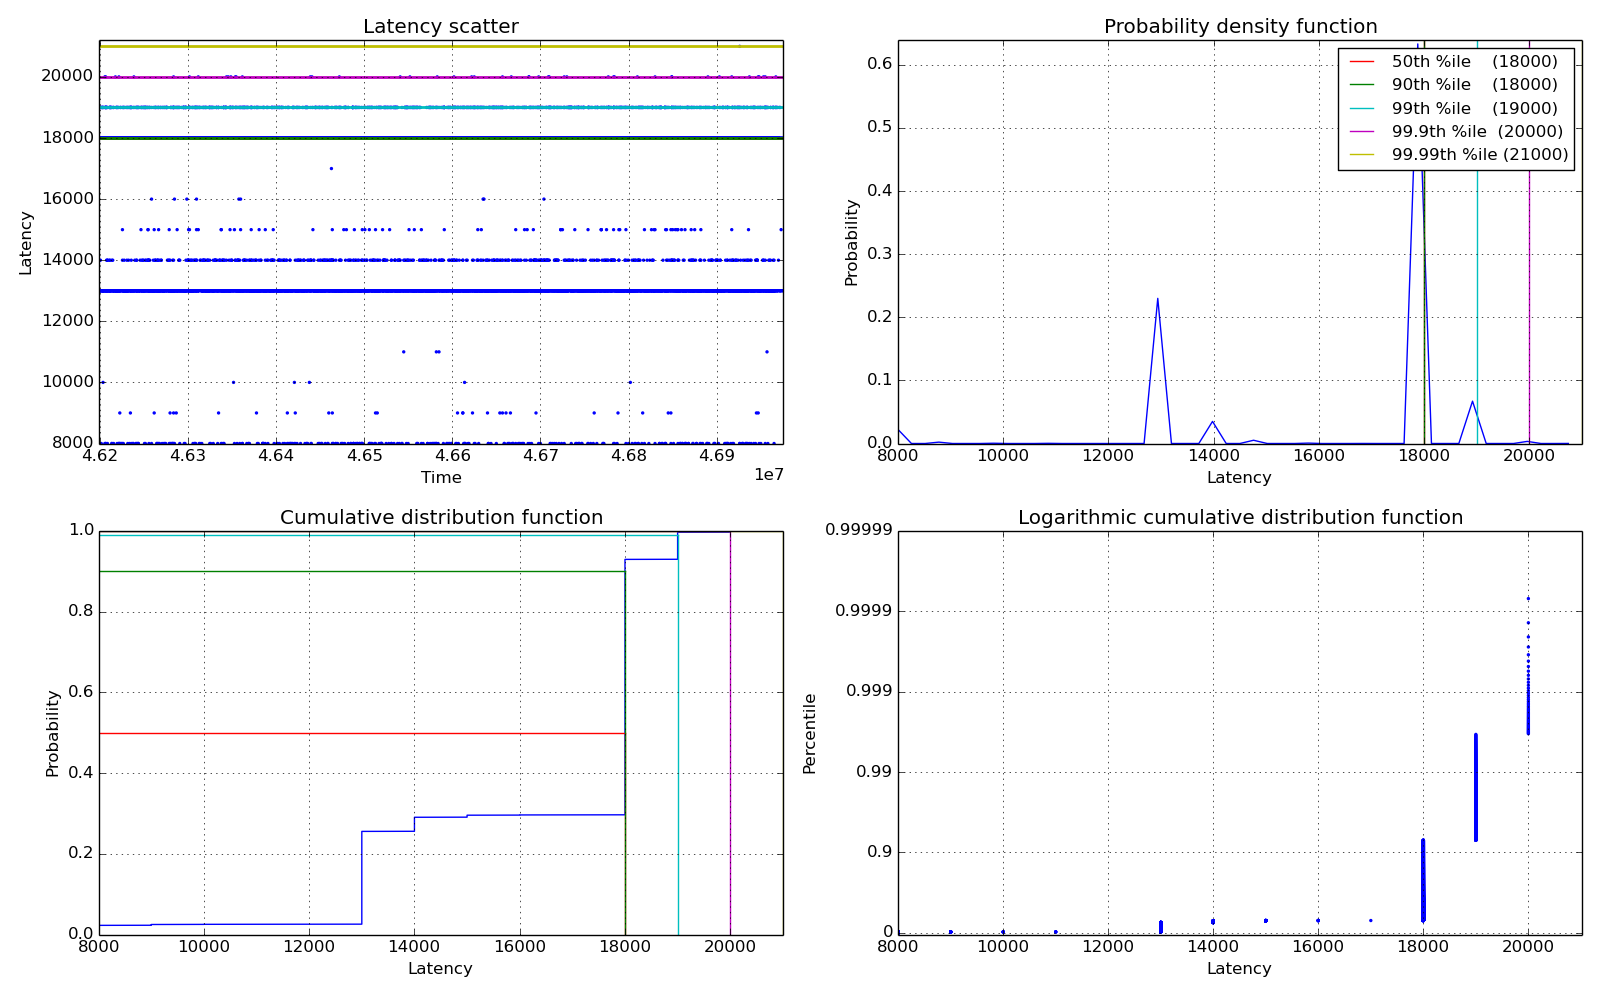 Latency scatter
20000
18000
16000
14000
12000
10000
8000
Latency
4.62 4.63 4.64 4.65 4.66 4.67 4.68 4.69
1e7
Time
Probability density function
0.6
0.5
0.4
0.3
0.2
0.1
0.0
Probability
50th %ile (18000)
90th %ile (18000)
99th %ile (19000)
99.9th %ile (20000)
99.99th %ile (21000)
8000 10000 12000 14000 16000 18000 20000
Latency
Cumulative distribution function
1.0
0.8
0.6
0.4
0.2
0.0
Probability
8000 10000 12000 14000 16000 18000 20000
Latency
Logarithmic cumulative distribution function
0.99999
0.9999
0.999
0.99
0.9
0
Percentile
8000 10000 12000 14000 16000 18000 20000
Latency